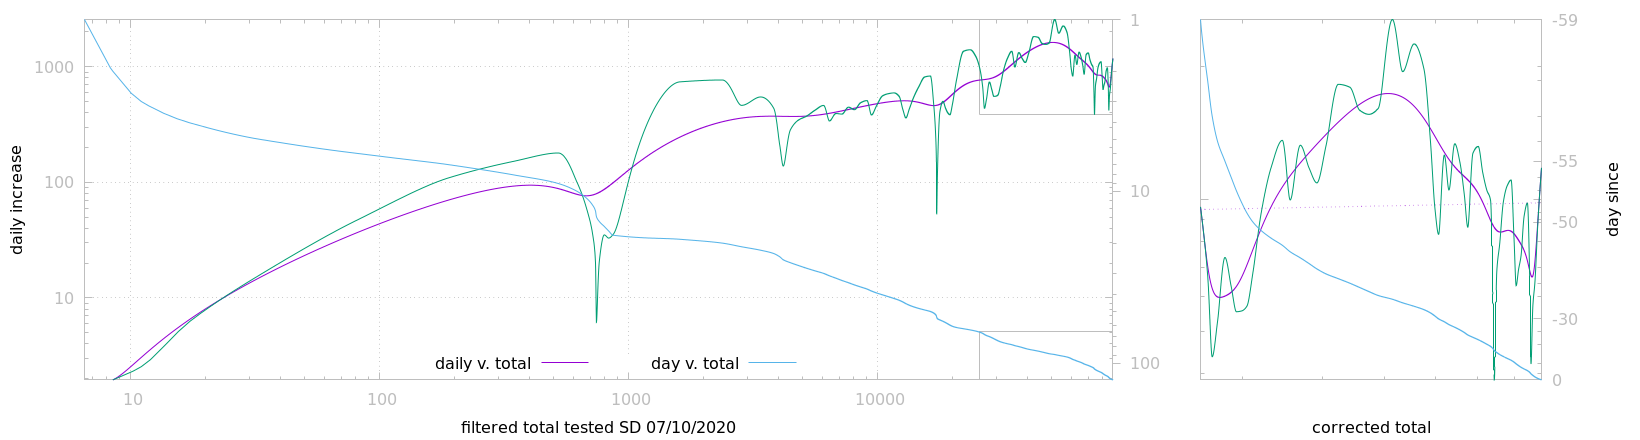 1000
100
10
daily increase
daily v. total
day v. total
1
10
100
10
100
1000
10000
filtered total tested SD 07/10/2020
-59
-55
-50
-30
0
day since
corrected total